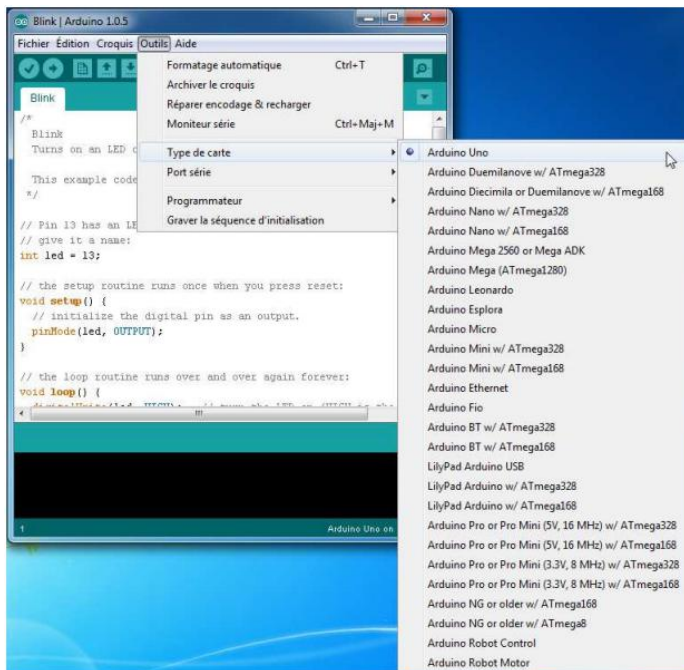 Blink | Arduino 1.0.5
Fichier Édition Croquis Outils Aide
Formatage automatique Ctrl+T
Archiver le croquis
Réparer encodage & recharger
Moniteur série Ctrl+Maj+M
Type de carte
Port série
Programmateur
Graver la séquence d'initialisation
Blink
/*
Blink
Turns on an LED
This example code
*/
// Pin 13 has an LE
// give it a name:
int led = 13;
// the setup routine runs once when you press reset:
void setup() {
// initialize the digital pin as an output.
pinMode(led, OUTPUT);
}
// the loop routine runs over and over again forever:
void loop() {
1
Arduino Uno on
Arduino Uno
Arduino Duemilanove w/ ATmega328
Arduino Diecimila or Duemilanove w/ ATmega168
Arduino Nano w/ ATmega328
Arduino Nano w/ ATmega168
Arduino Mega 2560 or Mega ADK
Arduino Mega (ATmega1280)
Arduino Leonardo
Arduino Esplora
Arduino Micro
Arduino Mini w/ ATmega328
Arduino Mini w/ ATmega168
Arduino Ethernet
Arduino Fio
Arduino BT w/ ATmega328
Arduino BT w/ ATmega168
LilyPad Arduino USB
LilyPad Arduino w/ ATmega328
LilyPad Arduino w/ ATmega168
Arduino Pro or Pro Mini (5V, 16 MHz) w/ ATmega328
Arduino Pro or Pro Mini (5V, 16 MHz) w/ ATmega168
Arduino Pro or Pro Mini (3.3V, 8 MHz) w/ ATmega328
Arduino Pro or Pro Mini (3.3V, 8 MHz) w/ ATmega168
Arduino NG or older w/ ATmega168
Arduino NG or older w/ ATmega8
Arduino Robot Control
Arduino Robot Motor